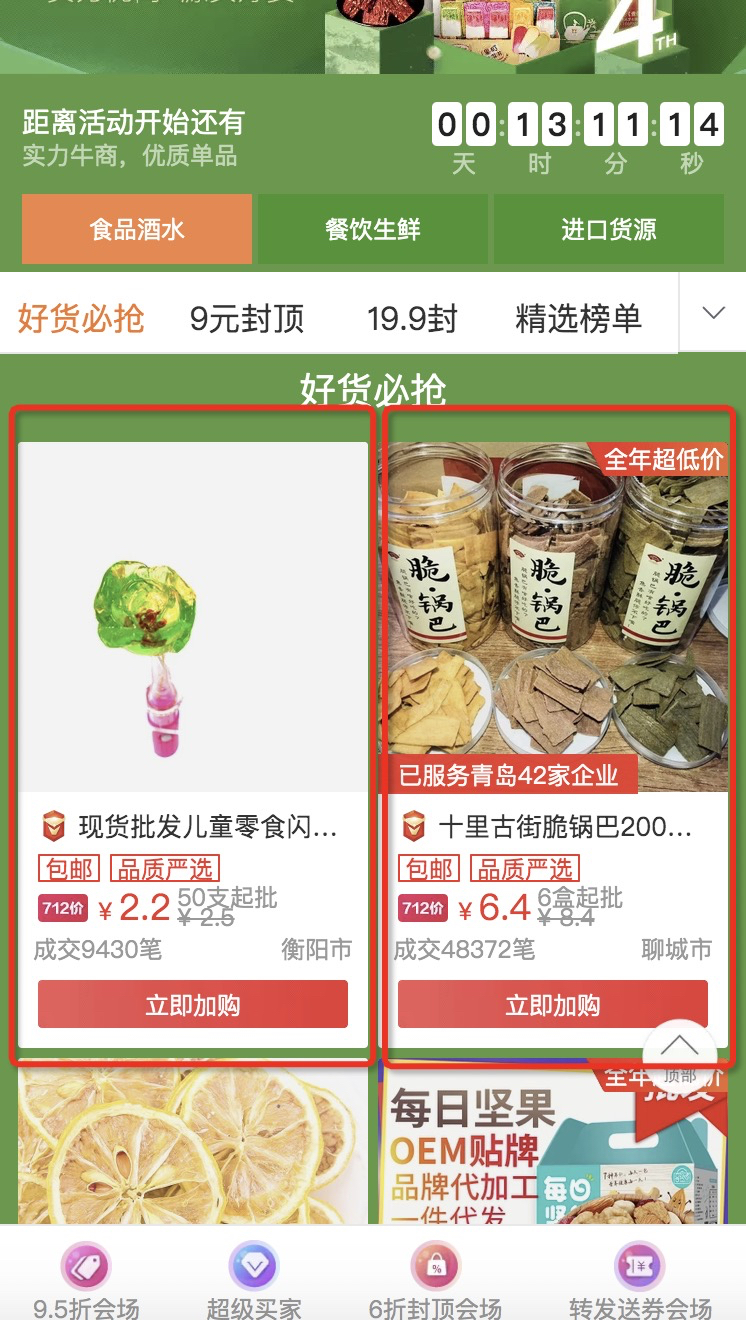 4TH
距离活动开始还有
00:13:11:14
实力牛商，优质单品
天 时 分 秒
食品酒水 餐饮生鲜 进口货源
好货必抢 9元封顶 19.9封 精选榜单
好货必抢
全年超低价
脆·锅巴
脆·锅巴
脆·锅巴
已服务青岛42家企业
现货批发儿童零食闪...
包邮 品质严选
712价 ¥2.2 50支起批
¥2.5
成交9430笔 衡阳市
立即加购
十里古街脆锅巴200...
包邮 品质严选
712价 ¥6.4 6盒起批
¥8.4
成交48372笔 聊城市
立即加购
顶部
每日坚果
OEM贴牌
品牌代加工
一件代发
每日
9.5折会场 超级买家 6折封顶会场 转发送券会场